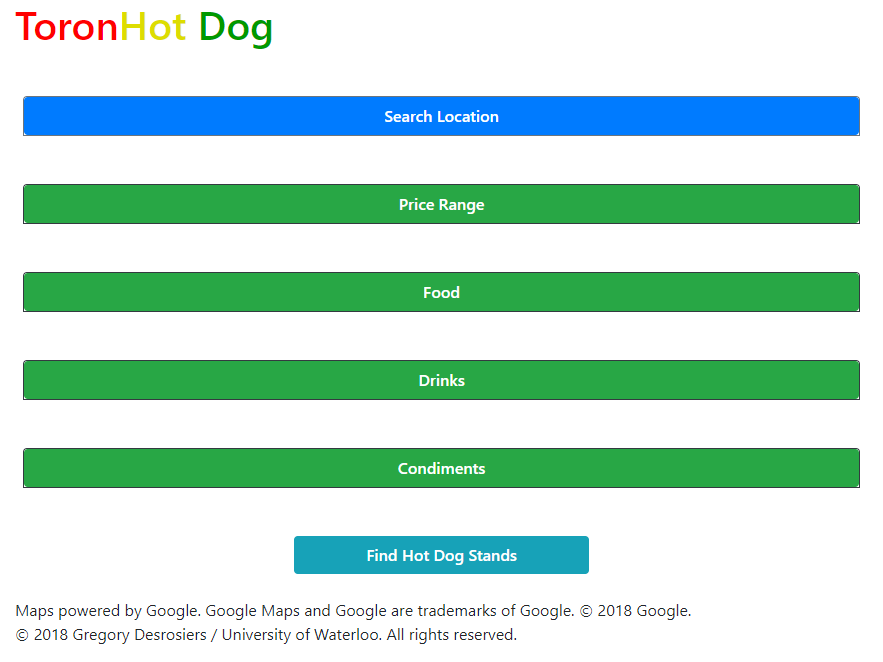 ToronHot Dog
Search Location
Price Range
Food
Drinks
Condiments
Find Hot Dog Stands
Maps powered by Google. Google Maps and Google are trademarks of Google. © 2018 Google.
© 2018 Gregory Desrosiers / University of Waterloo. All rights reserved.